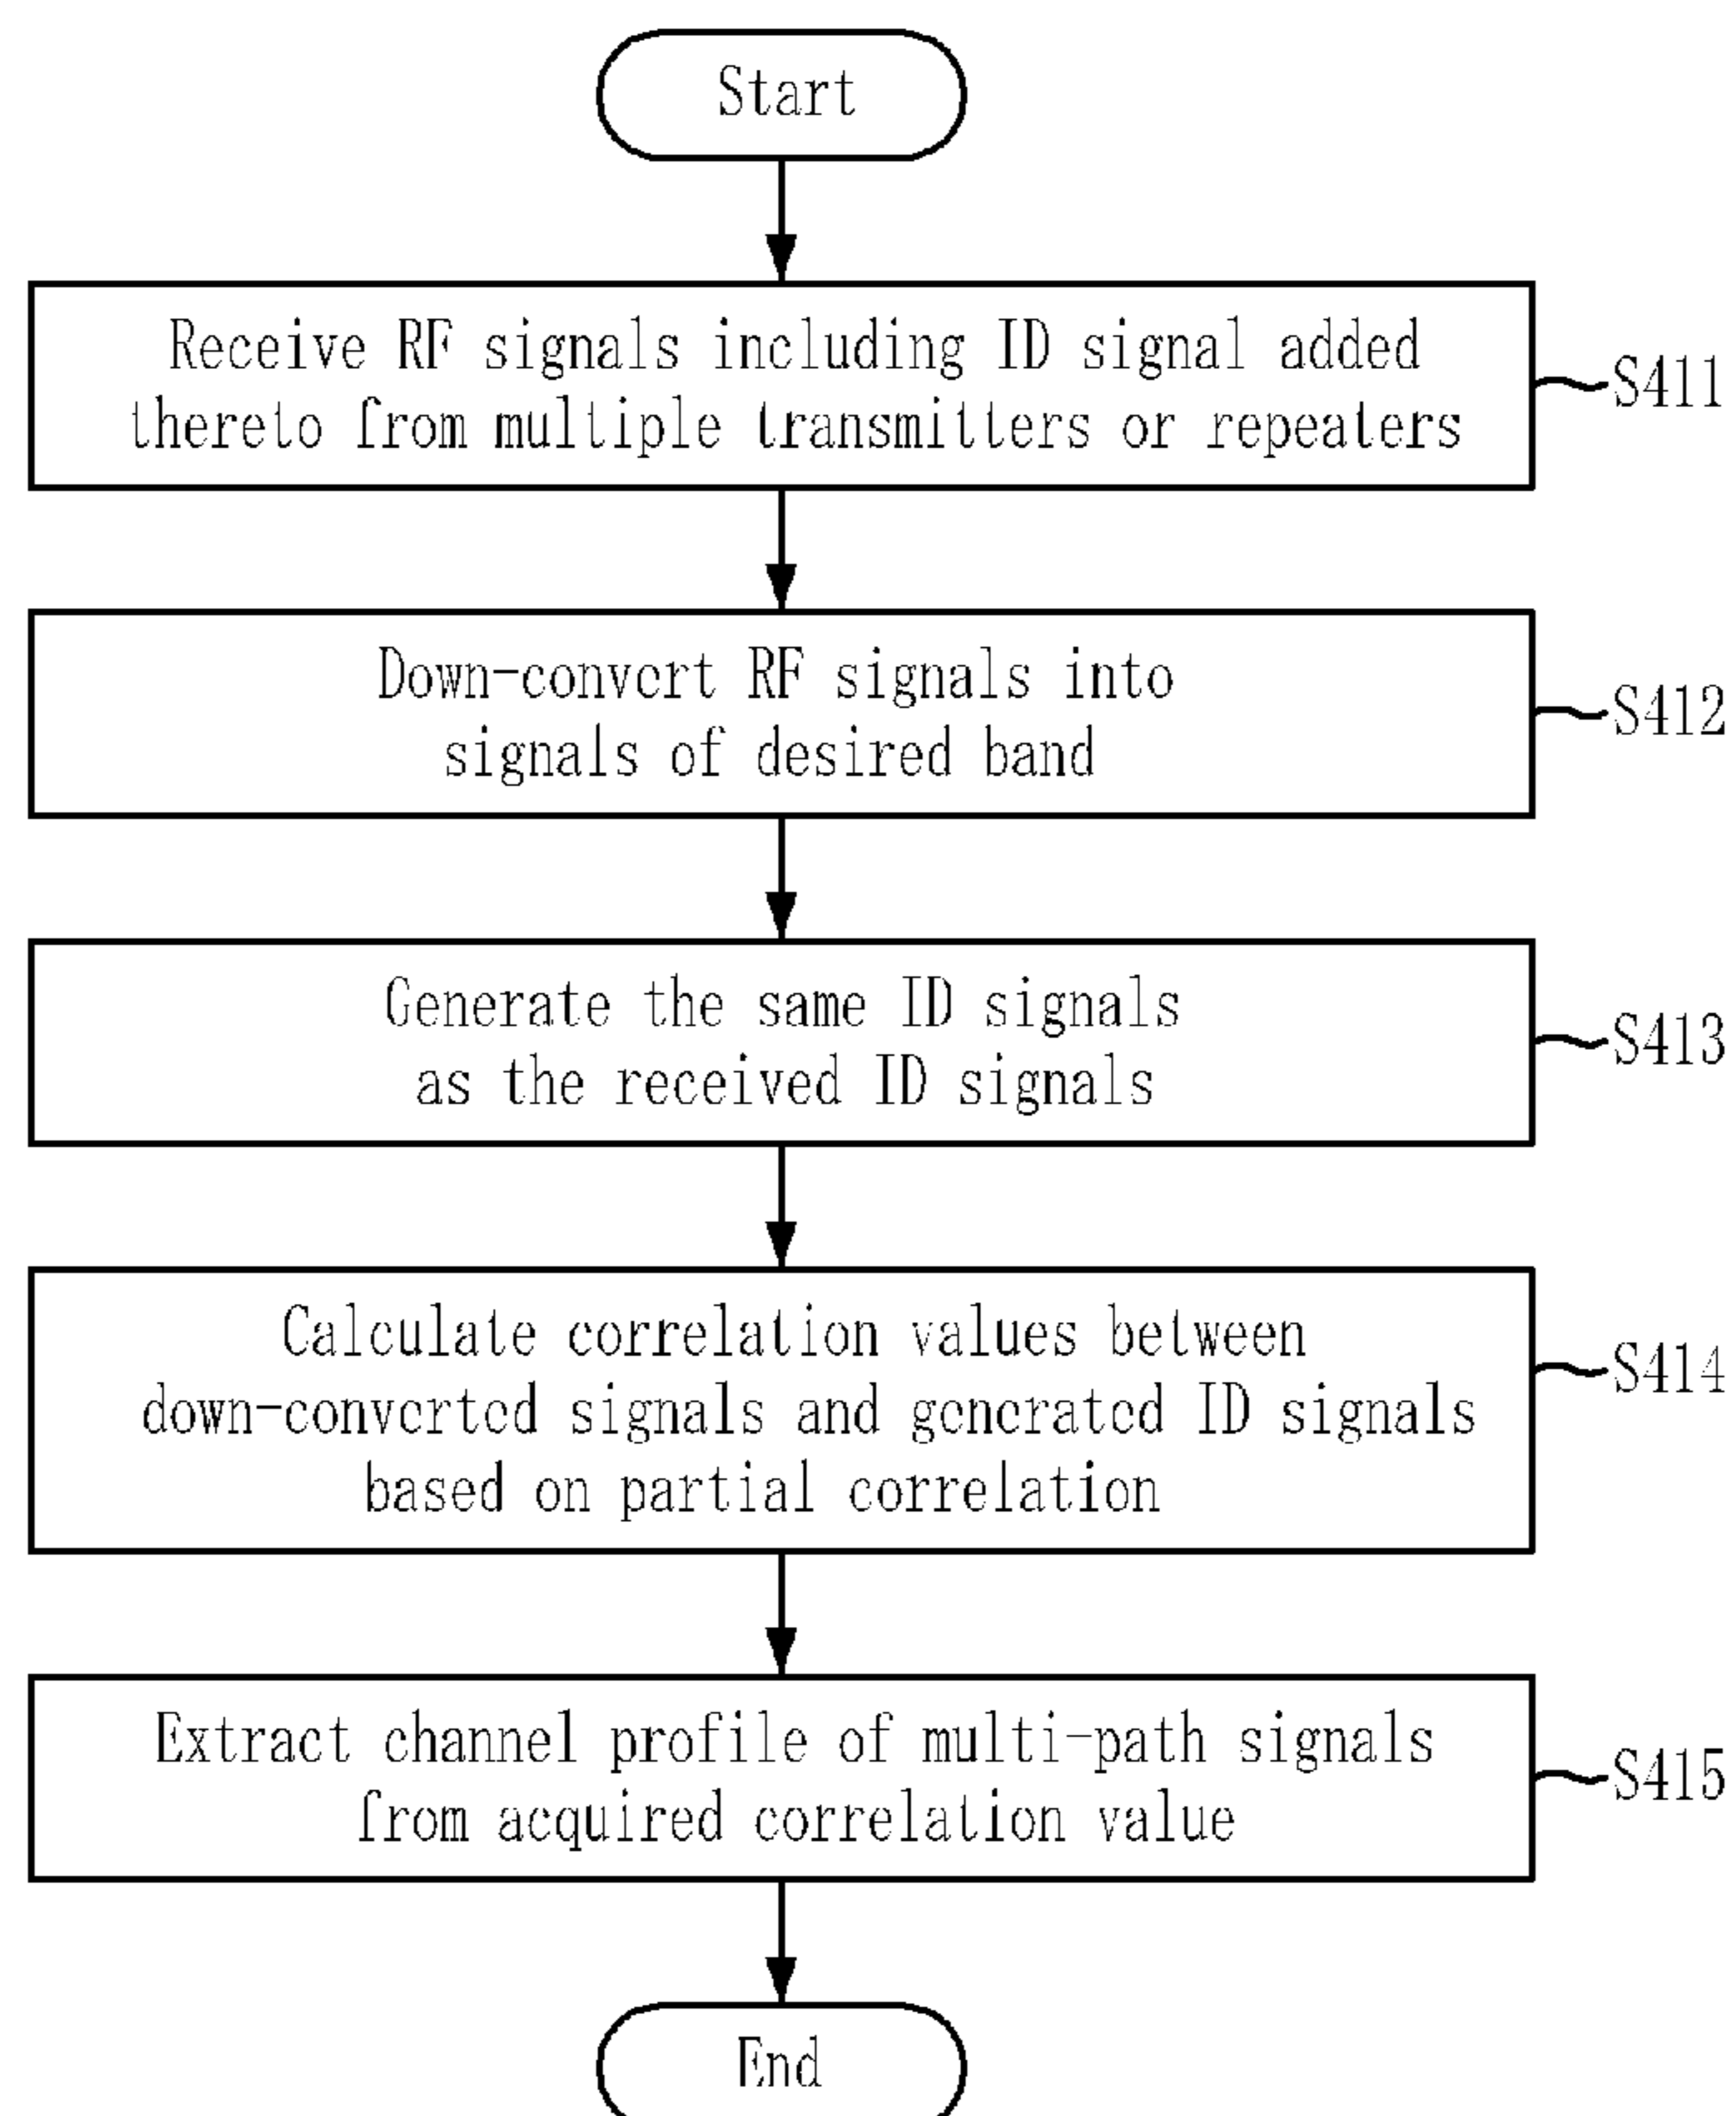 Start
Receive RF signals including ID signal added
thereto from multiple transmitters or repeaters
S411
Down-convert RF signals into
signals of desired band
S412
Generate the same ID signals
as the received ID signals
S413
Calculate correlation values between
down-converted signals and generated ID signals
based on partial correlation
S414
Extract channel profile of multi-path signals
from acquired correlation value
S415
End